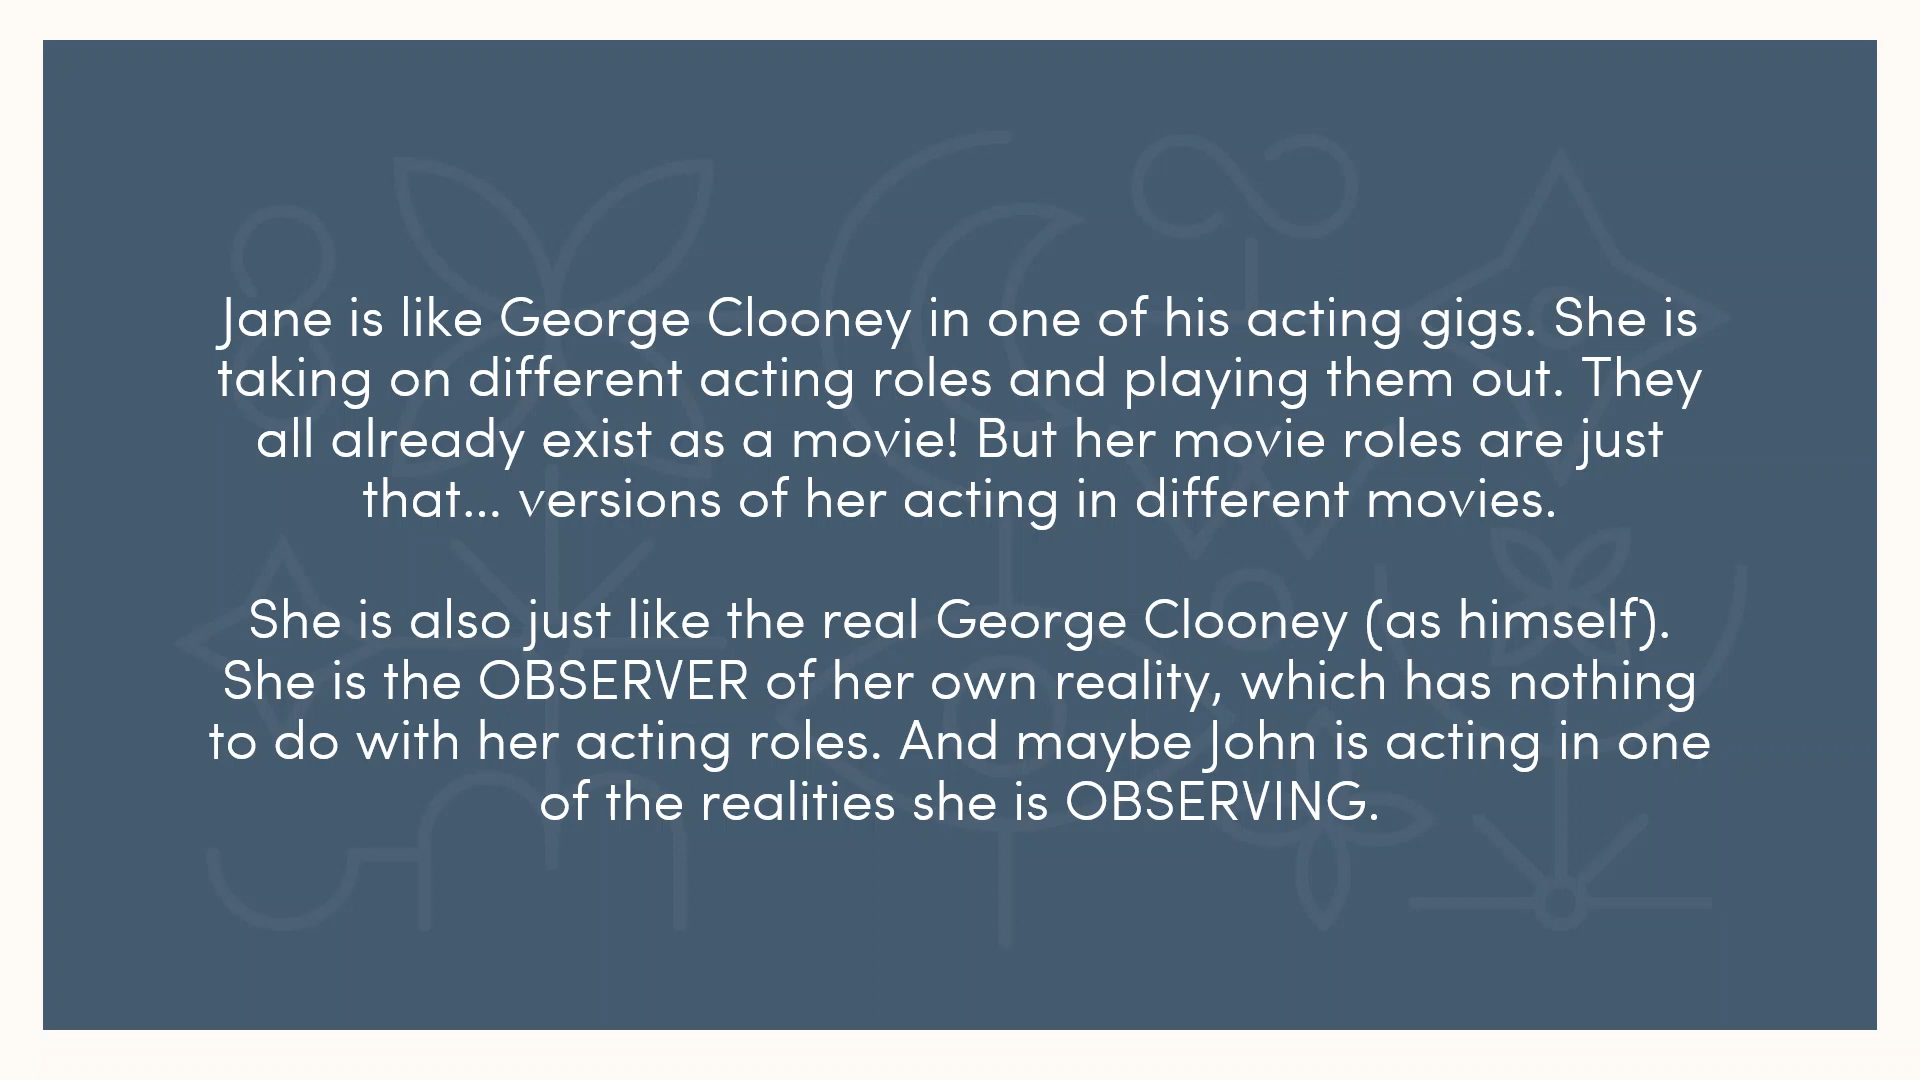 Jane is like George Clooney in one of his acting gigs. She is
taking on different acting roles and playing them out. They
all already exist as a movie! But her movie roles are just
that... versions of her acting in different movies.
She is also just like the real George Clooney (as himself).
She is the OBSERVER of her own reality, which has nothing
to do with her acting roles. And maybe John is acting in one
of the realities she is OBSERVING.